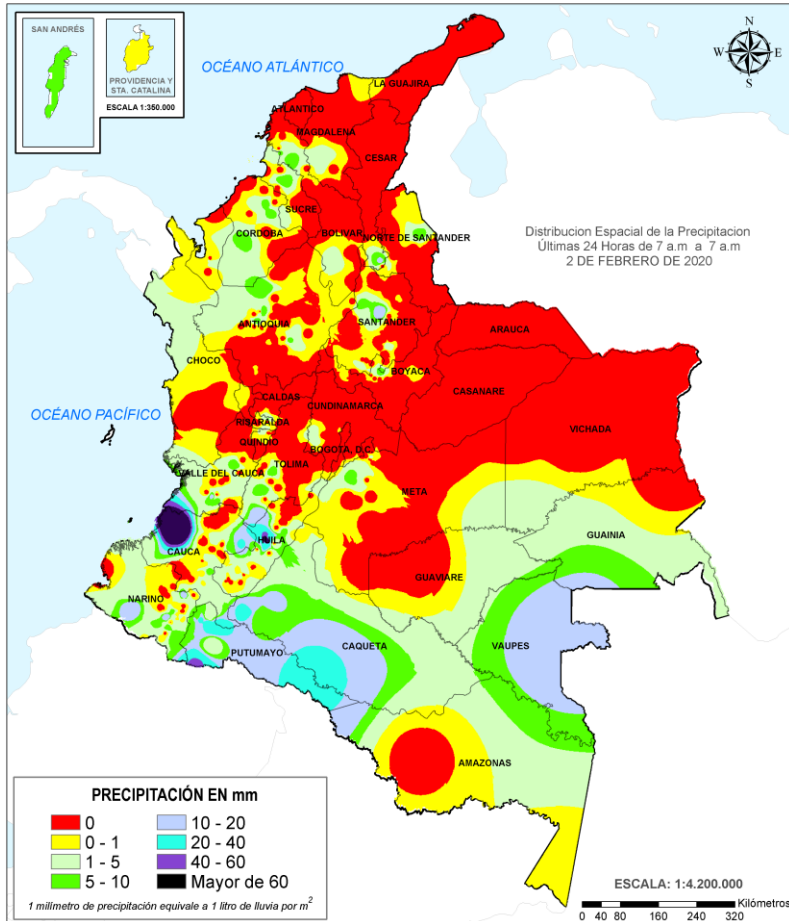 SAN ANDRÉS
PROVIDENCIA Y
STA. CATALINA
ESCALA 1:350.000
OCÉANO ATLÁNTICO
N
W
E
S
LA GUAJIRA
ATLANTICO
MAGDALENA
CESAR
SUCRE
CORDOBA
BOLIVAR
NORTE DE SANTANDER
Distribucion Espacial de la Precipitacion
Últimas 24 Horas de 7 a.m a 7 a.m
2 DE FEBRERO DE 2020
ANTIOQUIA
SANTANDER
ARAUCA
CHOCO
BOYACA
CASANARE
CALDAS
CUNDINAMARCA
OCÉANO PACÍFICO
RISARALDA
VICHADA
QUINDIO
BOGOTA, D.C.
TOLIMA
VALLE DEL CAUCA
META
GUAINIA
HUILA
CAUCA
GUAVIARE
NARINO
CAQUETA
VAUPES
PUTUMAYO
AMAZONAS
PRECIPITACIÓN EN mm
0
10 - 20
0 - 1
20 - 40
1 - 5
40 - 60
5 - 10
Mayor de 60
1 milímetro de precipitación equivale a 1 litro de lluvia por m²
ESCALA: 1:4.200.000
Kilómetros
0 40 80 160 240 320